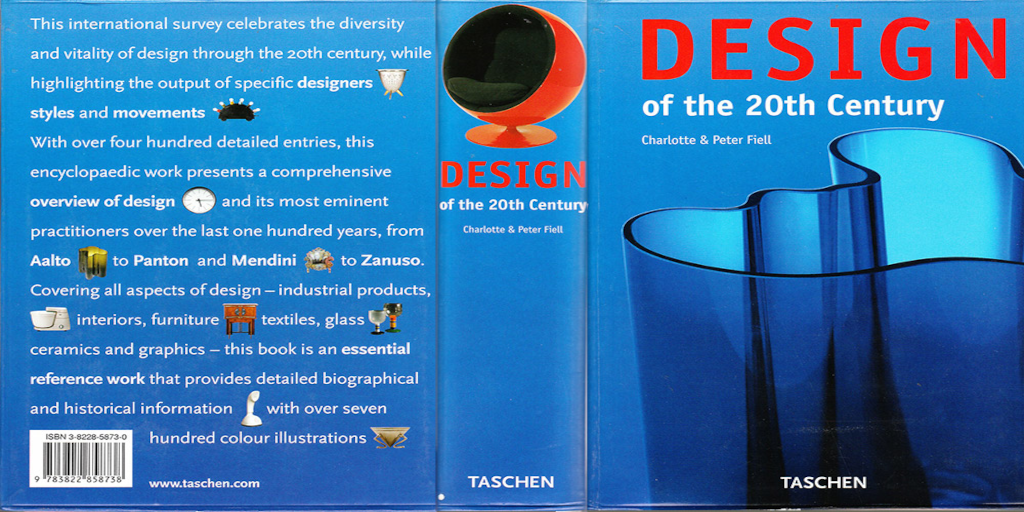 This international survey celebrates the diversity
and vitality of design through the 20th century, while
highlighting the output of specific designers
styles and movements
With over four hundred detailed entries, this
encyclopaedic work presents a comprehensive
overview of design and its most eminent
practitioners over the last one hundred years, from
Aalto to Panton and Mendini to Zanuso.
Covering all aspects of design – industrial products,
interiors, furniture textiles, glass
ceramics and graphics – this book is an essential
reference work that provides detailed biographical
and historical information with over seven
hundred colour illustrations
ISBN 3-8228-5873-0
9 783822 858738
www.taschen.com
DESIGN
of the 20th Century
Charlotte & Peter Fiell
TASCHEN
DESIGN
of the 20th Century
Charlotte & Peter Fiell
TASCHEN